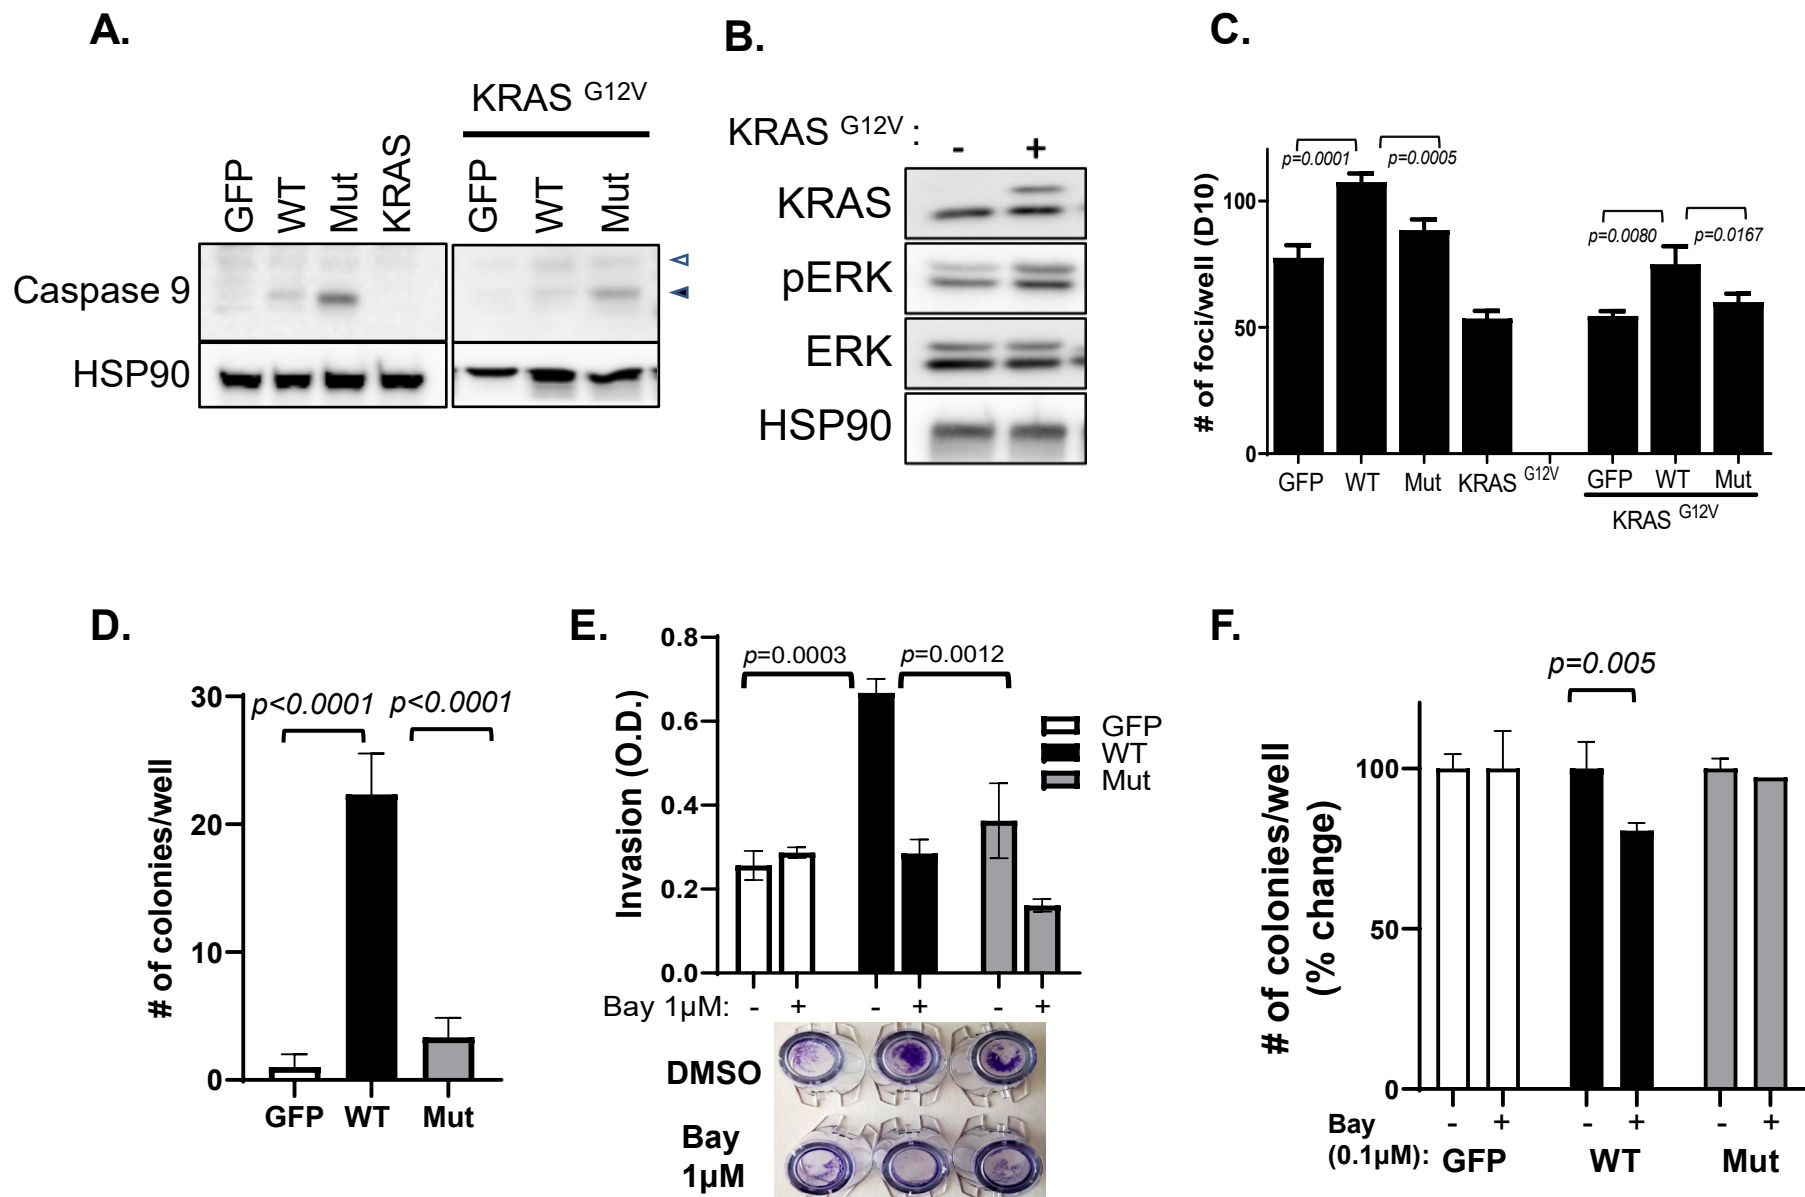 A.
KRAS G12V
GFP
WT
Mut
KRAS
GFP
WT
Mut
Caspase 9
HSP90
B.
KRAS G12V :
- +
KRAS
pERK
ERK
HSP90
C.
# of foci/well (D10)
100
50
0
p=0.0001
p=0.0005
p=0.0080
p=0.0167
GFP WT Mut KRAS G12V GFP WT Mut
KRAS G12V
D.
# of colonies/well
30
20
10
0
p<0.0001 p<0.0001
GFP WT Mut
E.
Invasion (O.D.)
0.8
0.6
0.4
0.2
0.0
p=0.0003 p=0.0012
GFP
WT
Mut
Bay 1µM: - + - + - +
DMSO
Bay
1µM
F.
# of colonies/well
(% change)
100
50
0
p=0.005
Bay
(0.1µM):
- + - + - +
GFP WT Mut